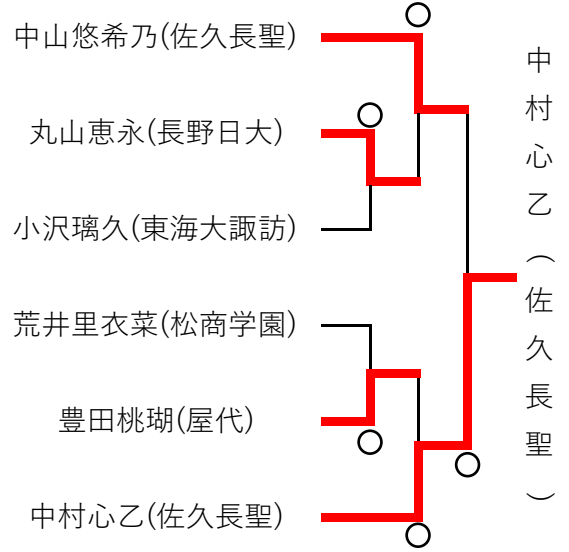 中山悠希乃(佐久長聖)
丸山恵永(長野日大)
小沢璃久(東海大諏訪)
荒井里衣菜(松商学園)
豊田桃瑚(屋代)
中村心乙(佐久長聖)
中村心乙(佐久長聖)